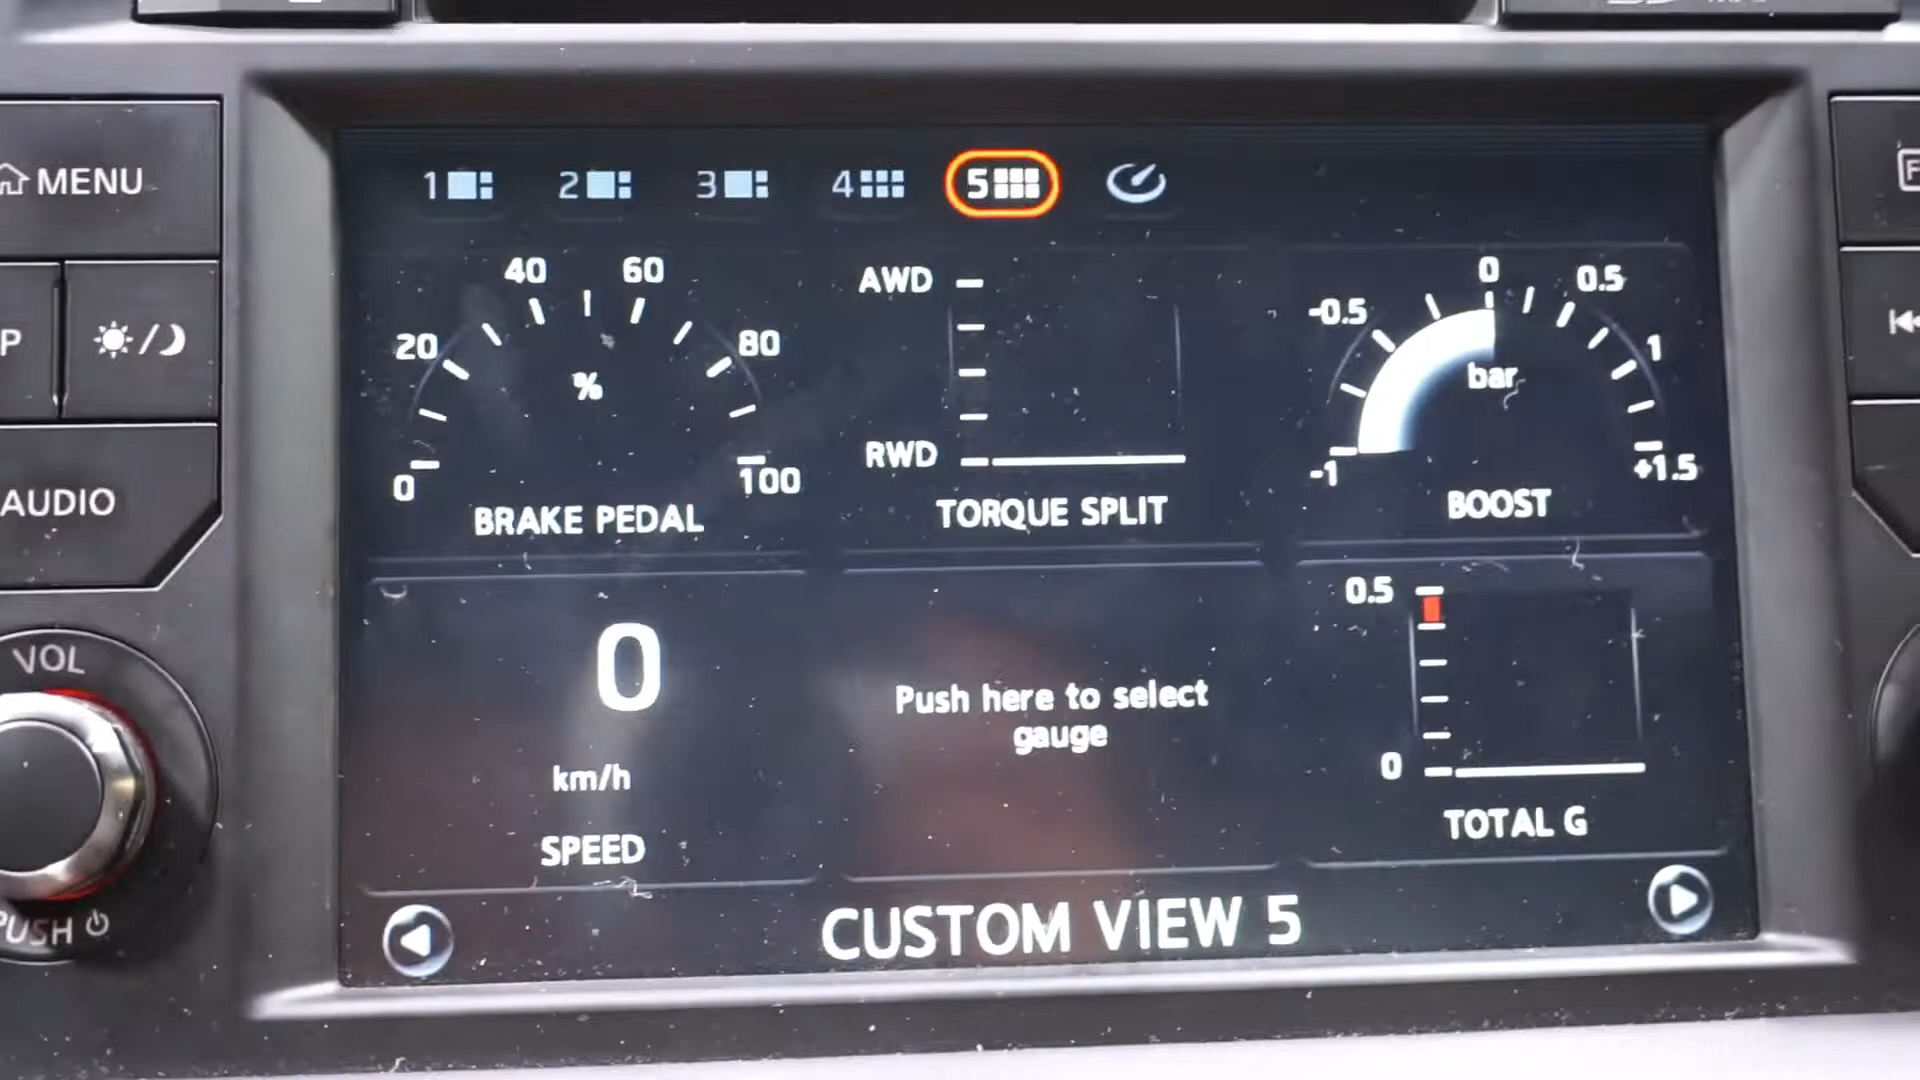 MENU
P
AUDIO
VOL
PUSH
1
2
3
4
5
0
20
40
60
80
100
%
BRAKE PEDAL
AWD
RWD
TORQUE SPLIT
-1
-0.5
0
0.5
1
+1.5
bar
BOOST
0
km/h
SPEED
Push here to select
gauge
0.5
0
TOTAL G
CUSTOM VIEW 5